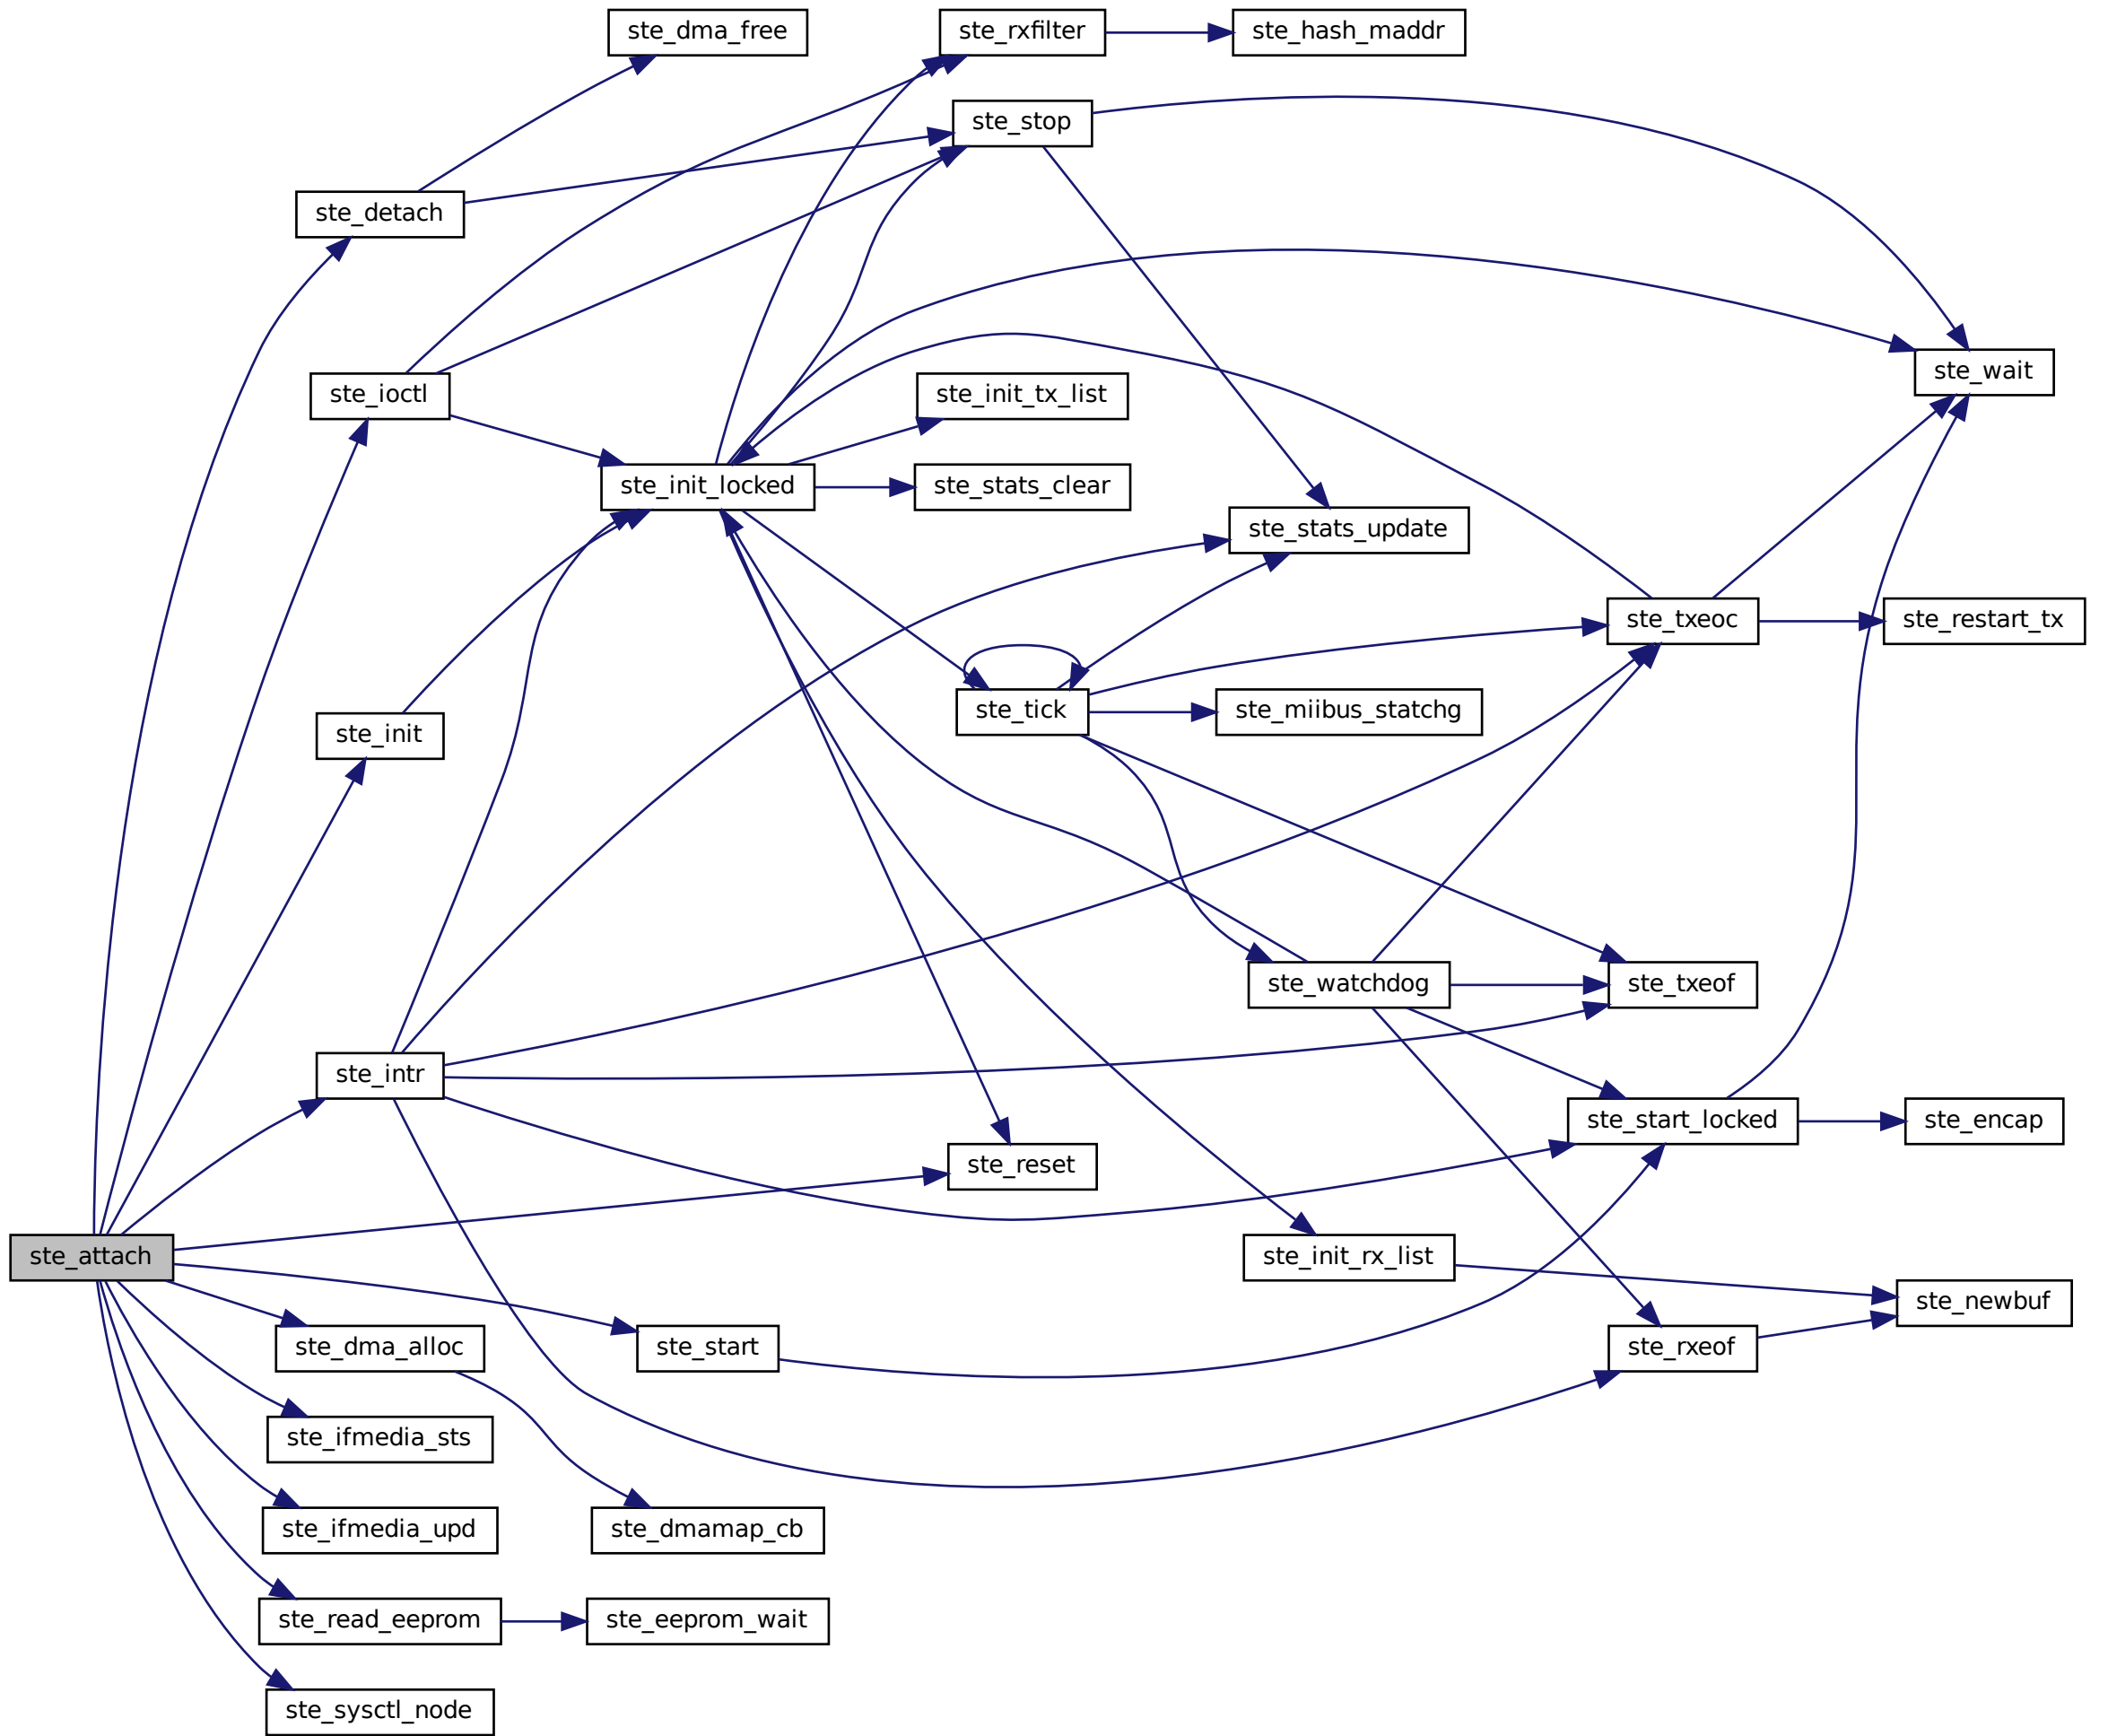 ste_dma_free
ste_rxfilter
ste_hash_maddr
ste_stop
ste_detach
ste_wait
ste_ioctl
ste_init_tx_list
ste_init_locked
ste_stats_clear
ste_stats_update
ste_txeoc
ste_restart_tx
ste_tick
ste_miibus_statchg
ste_init
ste_watchdog
ste_txeof
ste_intr
ste_start_locked
ste_encap
ste_reset
ste_attach
ste_init_rx_list
ste_newbuf
ste_dma_alloc
ste_start
ste_rxeof
ste_ifmedia_sts
ste_ifmedia_upd
ste_dmamap_cb
ste_read_eeprom
ste_eeprom_wait
ste_sysctl_node